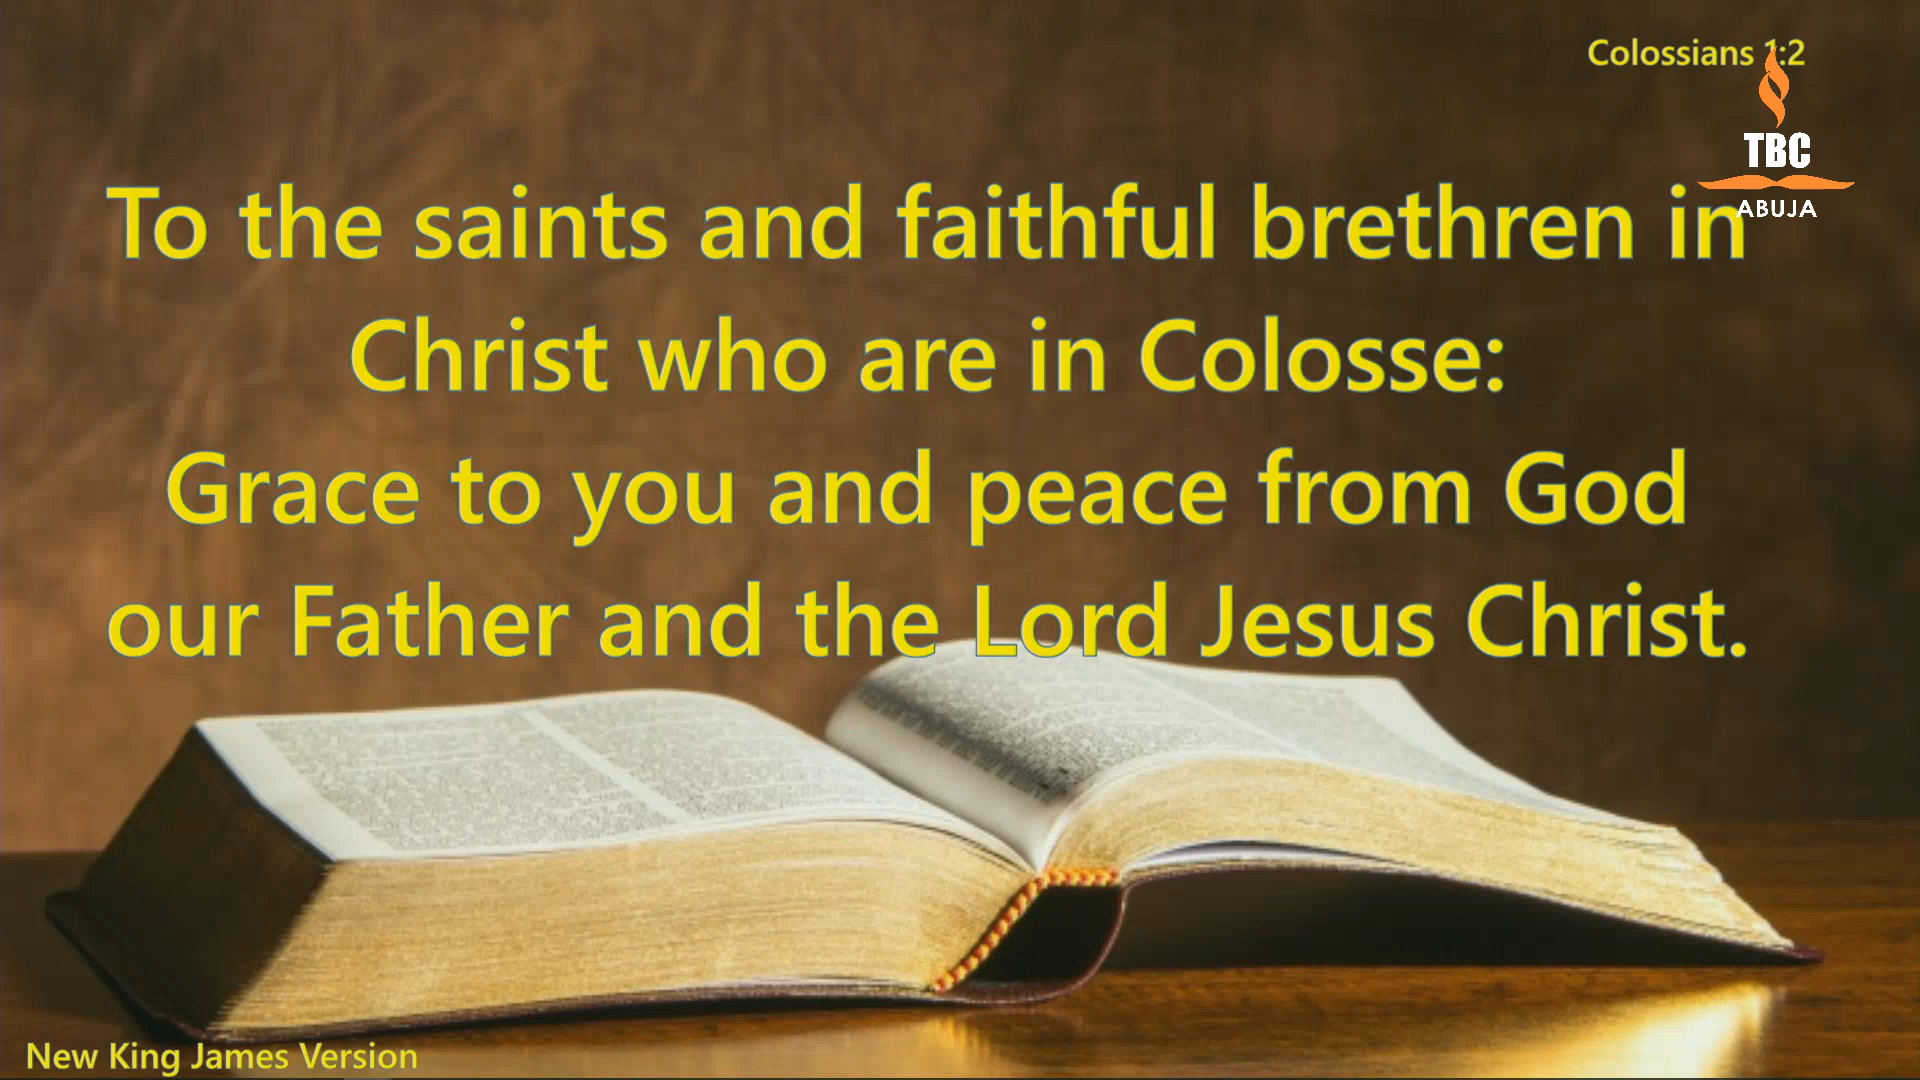 Colossians 1:2
TBC
ABUJA
To the saints and faithful brethren in
Christ who are in Colosse:
Grace to you and peace from God
our Father and the Lord Jesus Christ.
New King James Version